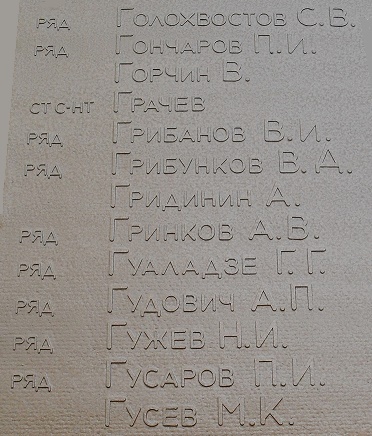 РЯД ГОЛОХВОСТОВ С.В.
РЯД ГОНЧАРОВ П.И.
ГОРЧИН В.
СТ С-НТ ГРАЧЕВ
РЯД ГРИБАНОВ В.И.
РЯД ГРИБУНКОВ В.Д.
ГРИДИНИН А.
РЯД ГРИНКОВ А.В.
РЯД ГУАЛАДЗЕ Г.Г.
РЯД ГУДОВИЧ А.П.
РЯД ГУЖЕВ Н.И.
РЯД ГУСАРОВ П.И.
ГУСЕВ М.К.